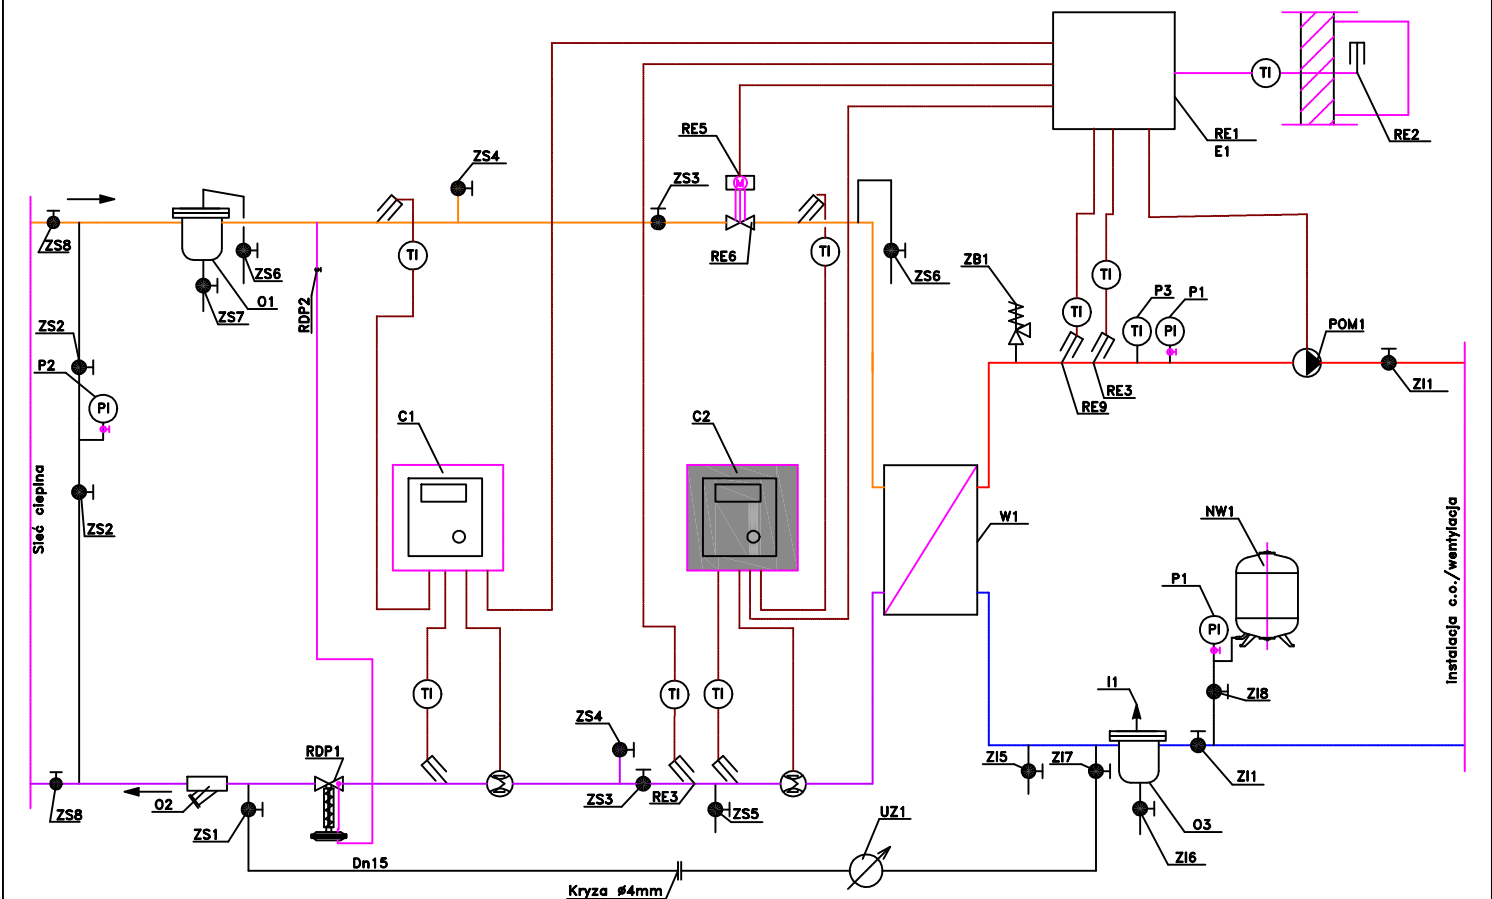 TI
RE1
E1
RE2
RE5
M
ZS4
ZS3
ZS8
ZS6
ZS7
O1
TI
RE6
TI
ZS6
ZB1
RDP2
TI
TI
P3
P1
TI
PI
POM1
ZI1
RE3
RE9
ZS2
P2
PI
ZS2
Sieć cieplna
C1
C2
W1
NW1
P1
PI
ZI8
Instalacja c.o./wentylacja
TI
TI
TI
I1
ZS4
RDP1
ZS8
O2
ZS1
ZS3
RE3
ZS5
ZI5
ZI7
ZI1
O3
ZI6
UZ1
Dn15
Kryza ø4mm